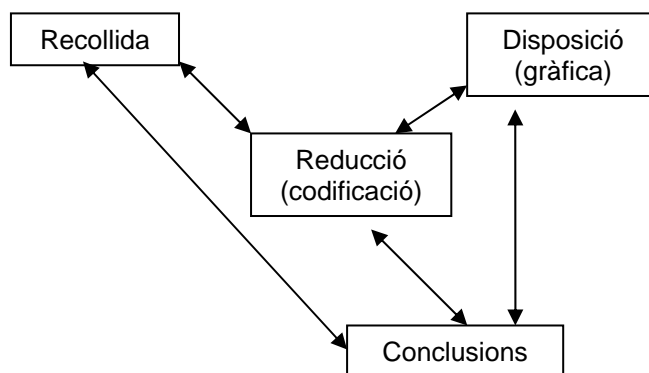 Recollida
Disposició
(gràfica)
Reducció
(codificació)
Conclusions